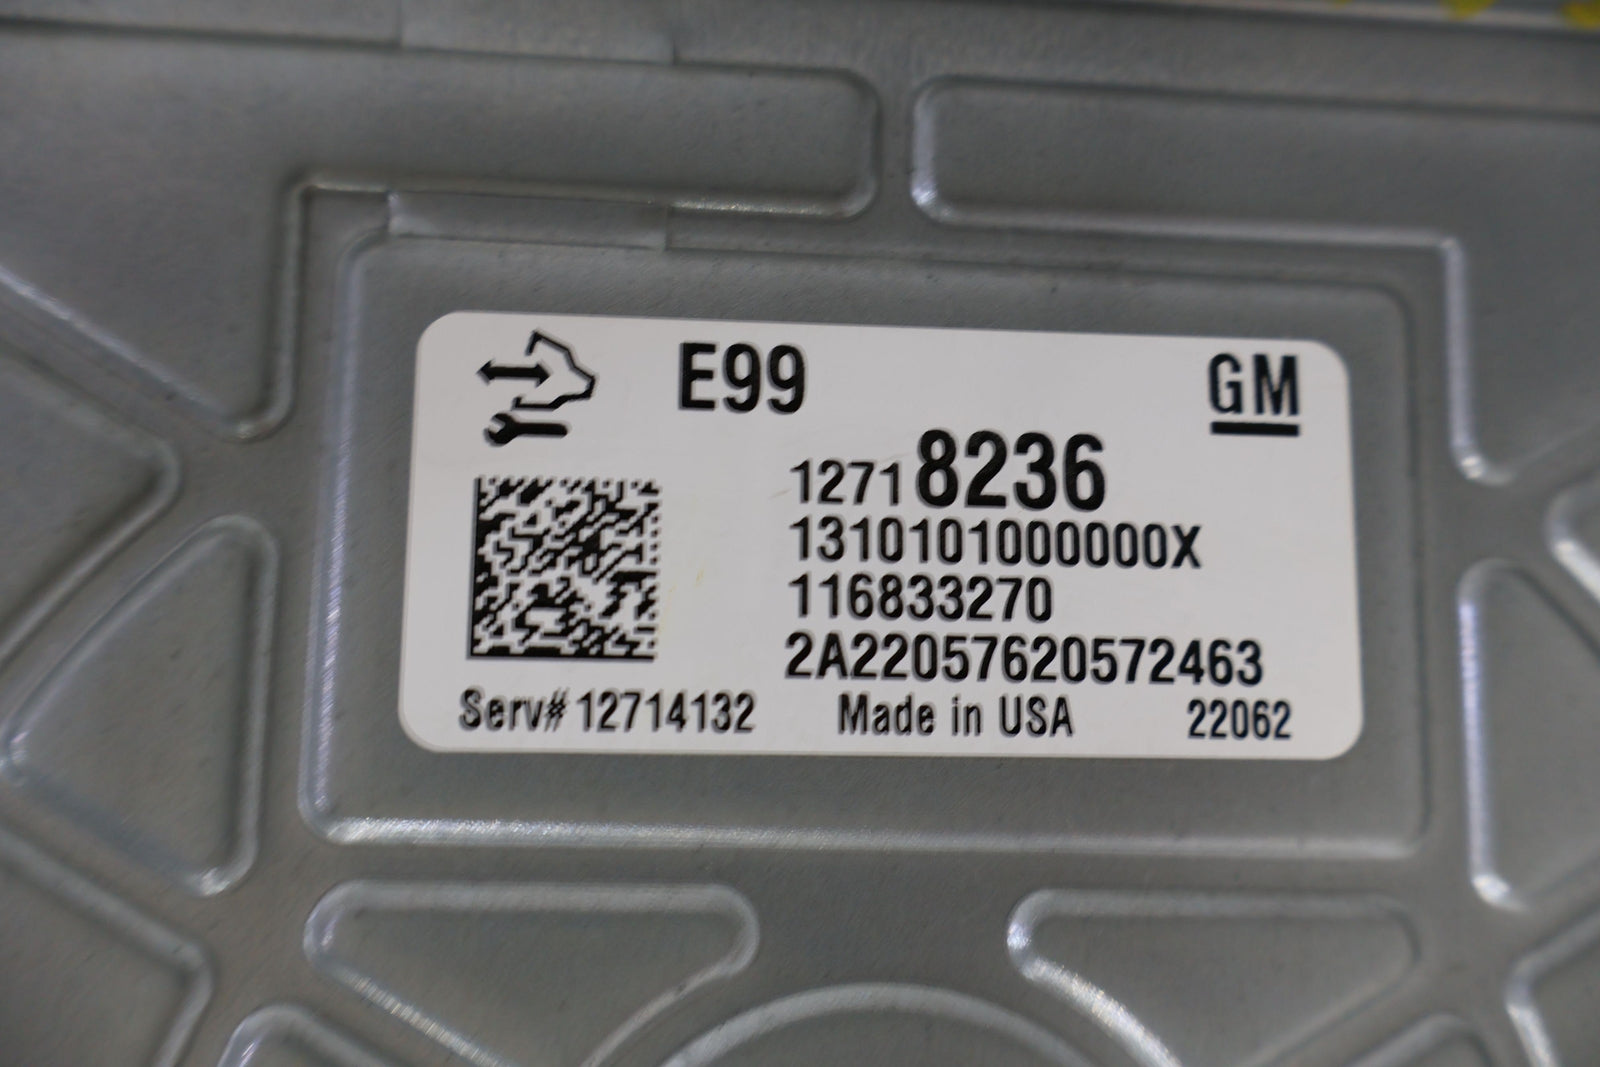 E99
GM
12718236
1310101000000X
116833270
2A22057620572463
Serv# 12714132 Made in USA 22062